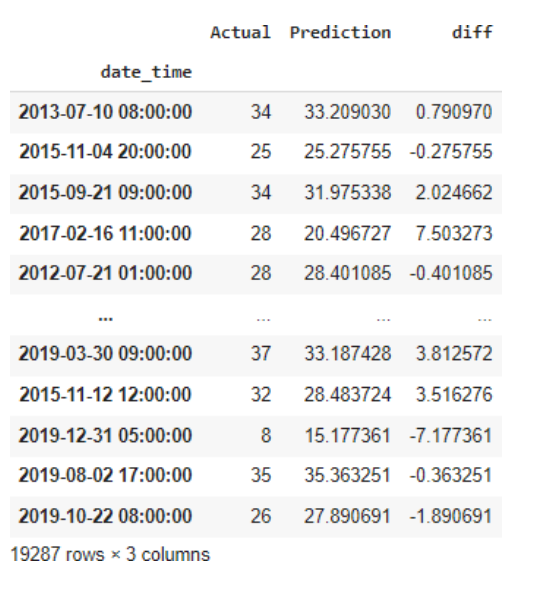 Actual Prediction diff
date_time
2013-07-10 08:00:00 34 33.209030 0.790970
2015-11-04 20:00:00 25 25.275755 -0.275755
2015-09-21 09:00:00 34 31.975338 2.024662
2017-02-16 11:00:00 28 20.496727 7.503273
2012-07-21 01:00:00 28 28.401085 -0.401085
... ... ... ...
2019-03-30 09:00:00 37 33.187428 3.812572
2015-11-12 12:00:00 32 28.483724 3.516276
2019-12-31 05:00:00 8 15.177361 -7.177361
2019-08-02 17:00:00 35 35.363251 -0.363251
2019-10-22 08:00:00 26 27.890691 -1.890691
19287 rows × 3 columns